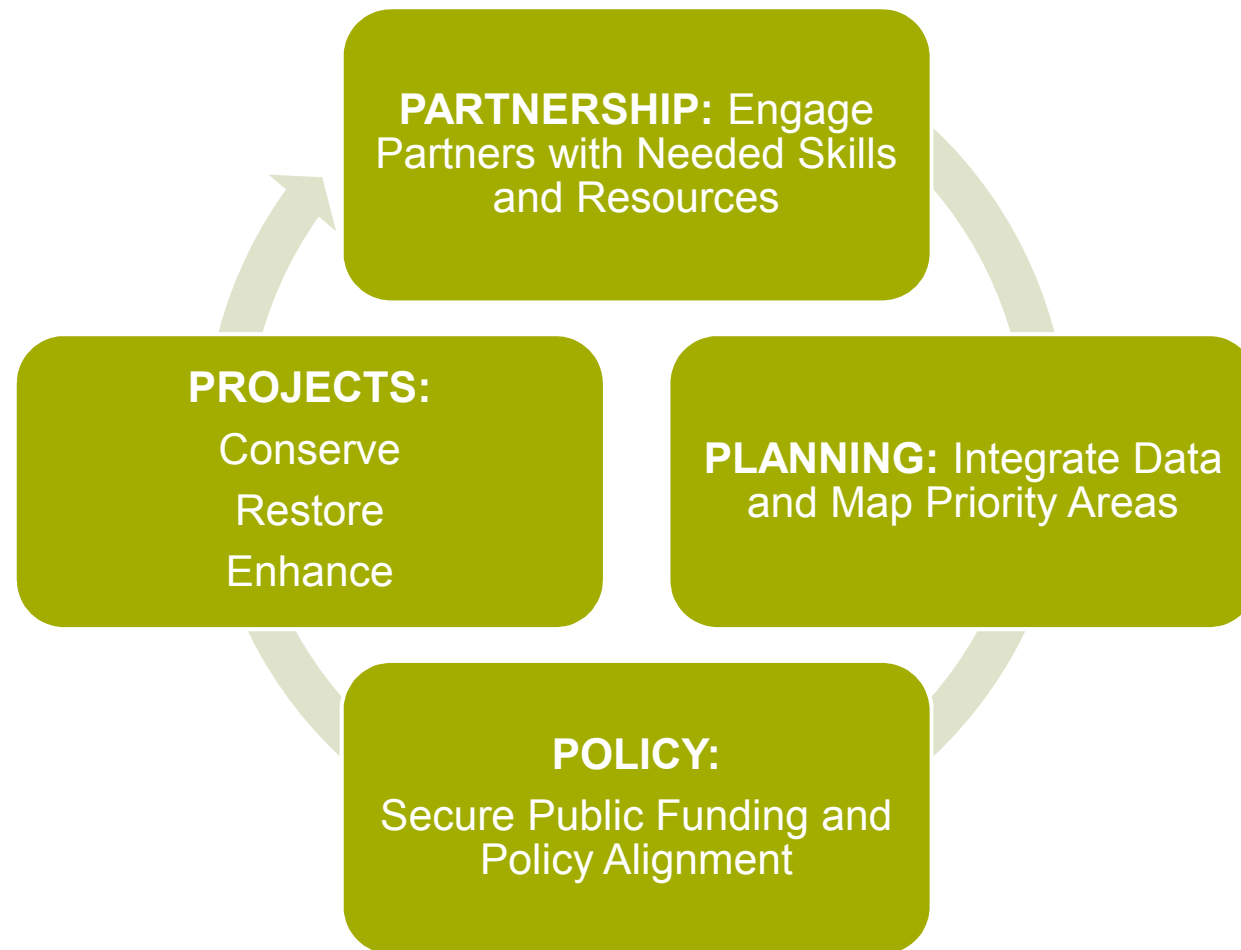 PARTNERSHIP: Engage
Partners with Needed Skills
and Resources
PROJECTS:
Conserve
Restore
Enhance
PLANNING: Integrate Data
and Map Priority Areas
POLICY:
Secure Public Funding and
Policy Alignment